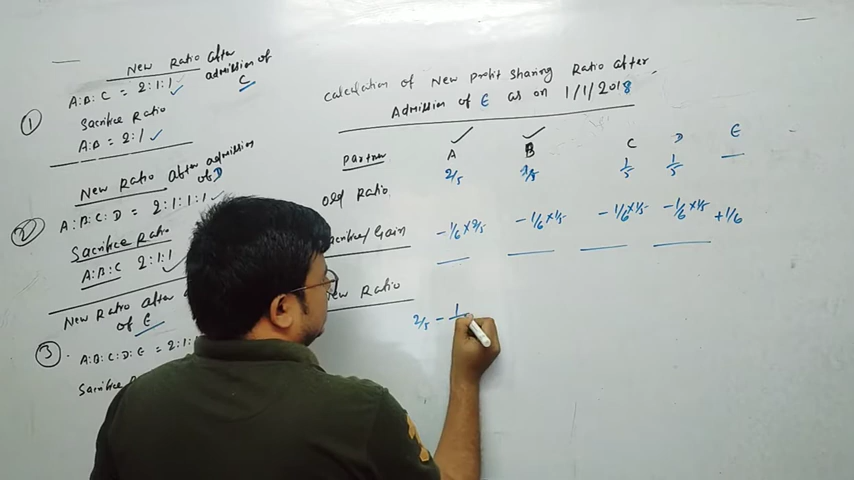 New Ratio after
admission of
C
① A:B:C = 2:1:1
Sacrifice Ratio
A:B = 2:1
New Ratio After admission
of D
② A:B:C:D = 2:1:1:1
Sacrifice Ratio
A:B:C 2:1:1
New Ratio after
of E
③ A:B:C:D:E = 2:1:
Sacrifice
Calculation of New profit sharing Ratio after
Admission of E as on 1/1/2018
Partner A B C D E
Old Ratio 2/5 1/5 1/5 1/5 —
Sacrifice/Gain -1/6×2/5 -1/6×1/5 -1/6×1/5 -1/6×1/5 +1/6
New Ratio
2/5 - 1